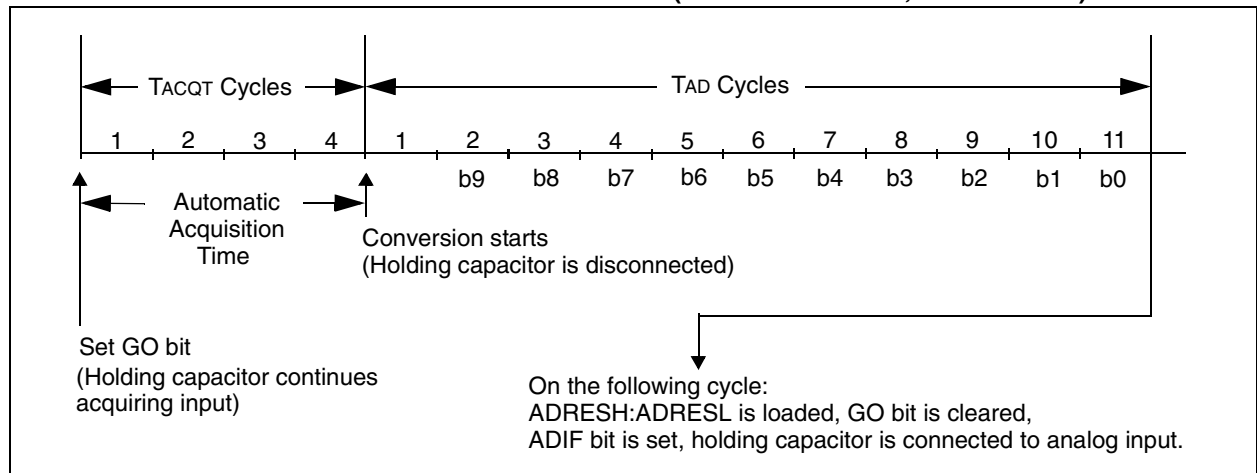 TACQT Cycles
TAD Cycles
1 2 3 4 1 2 3 4 5 6 7 8 9 10 11
b9 b8 b7 b6 b5 b4 b3 b2 b1 b0
Automatic
Acquisition
Time
Conversion starts
(Holding capacitor is disconnected)
Set GO bit
(Holding capacitor continues
acquiring input)
On the following cycle:
ADRESH:ADRESL is loaded, GO bit is cleared,
ADIF bit is set, holding capacitor is connected to analog input.